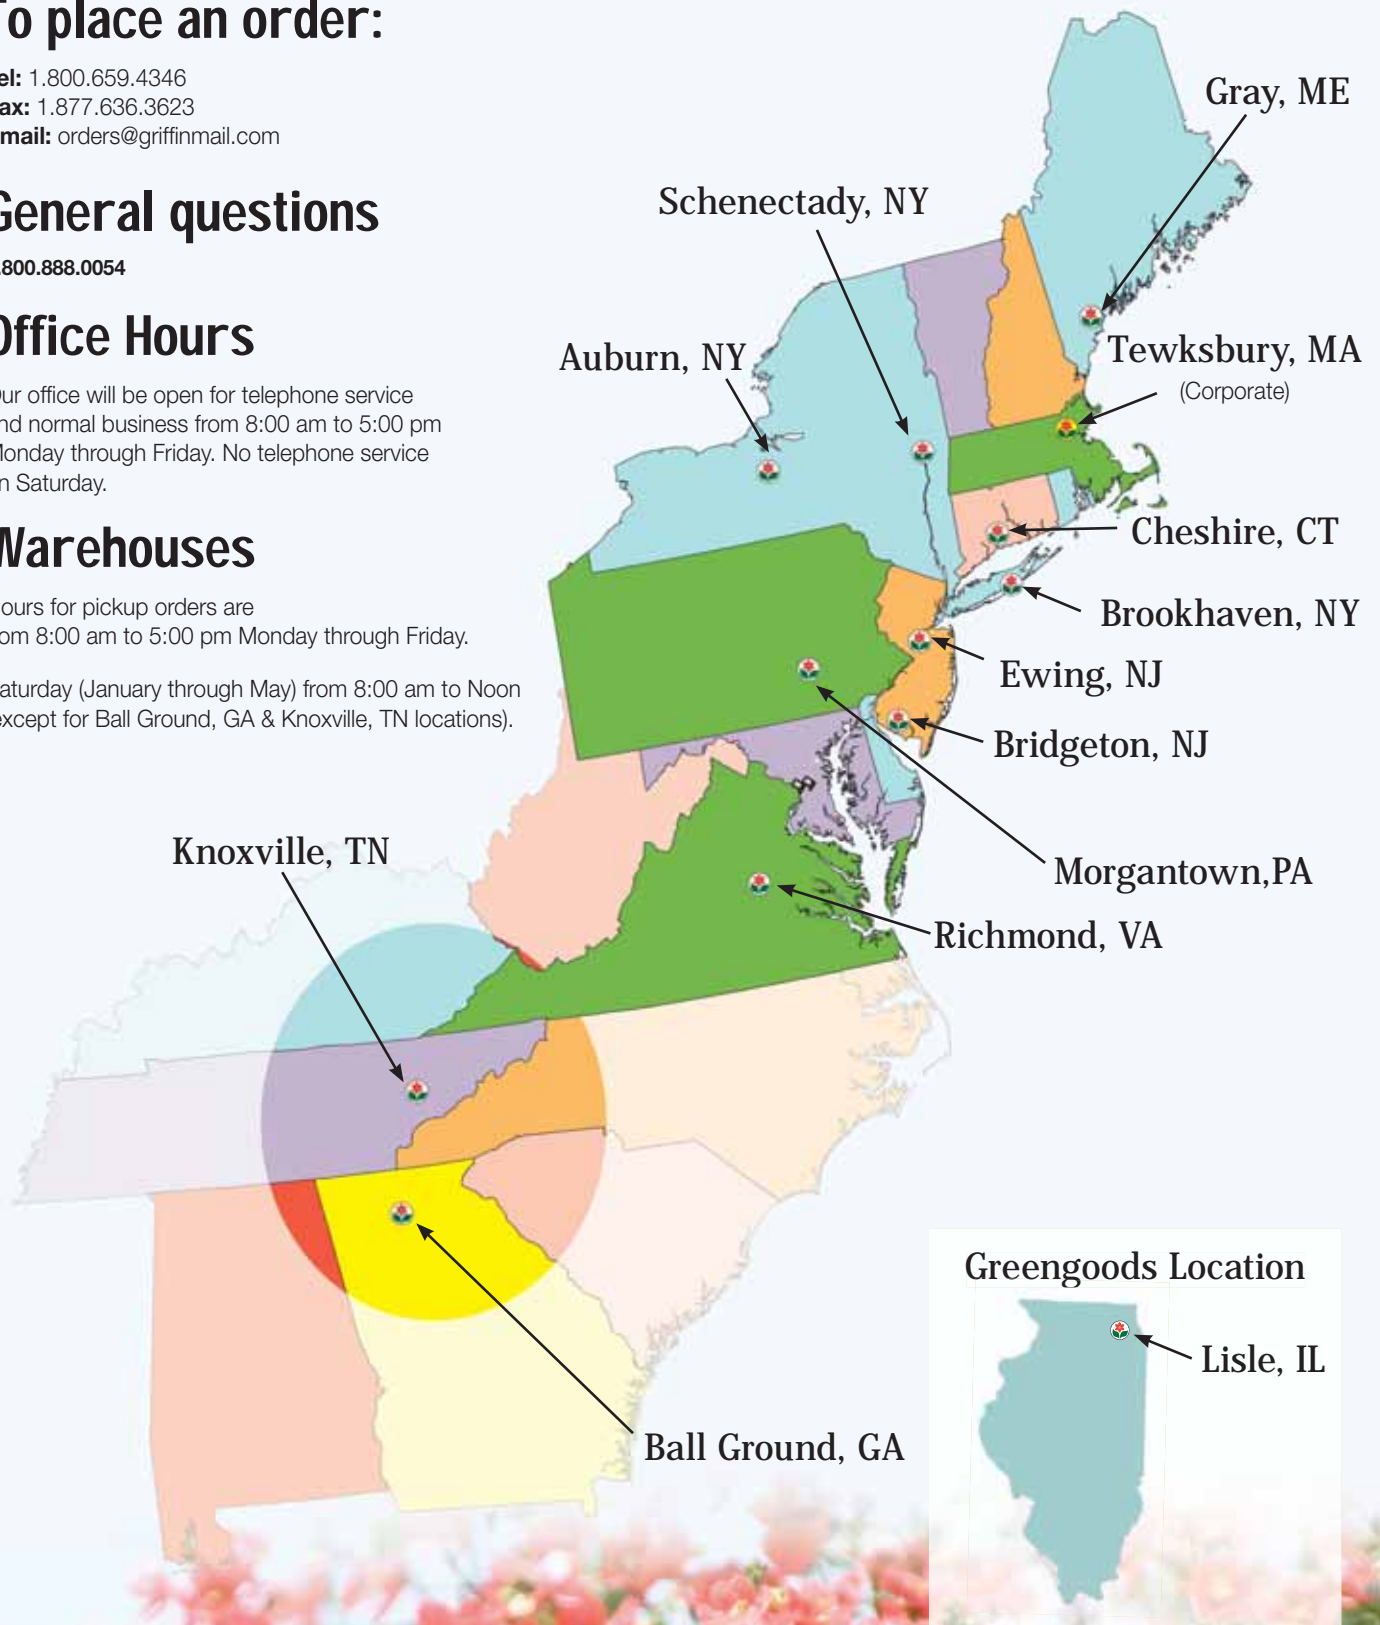 To place an order:
el: 1.800.659.4346
ax: 1.877.636.3623
mail: orders@griffinmail.com
General questions
.800.888.0054
Office Hours
ur office will be open for telephone service
nd normal business from 8:00 am to 5:00 pm
onday through Friday. No telephone service
n Saturday.
Warehouses
ours for pickup orders are
om 8:00 am to 5:00 pm Monday through Friday.
aturday (January through May) from 8:00 am to Noon
except for Ball Ground, GA & Knoxville, TN locations).
Gray, ME
Schenectady, NY
Auburn, NY
Tewksbury, MA
(Corporate)
Cheshire, CT
Brookhaven, NY
Ewing, NJ
Bridgeton, NJ
Knoxville, TN
Morgantown,PA
Richmond, VA
Ball Ground, GA
Greengoods Location
Lisle, IL